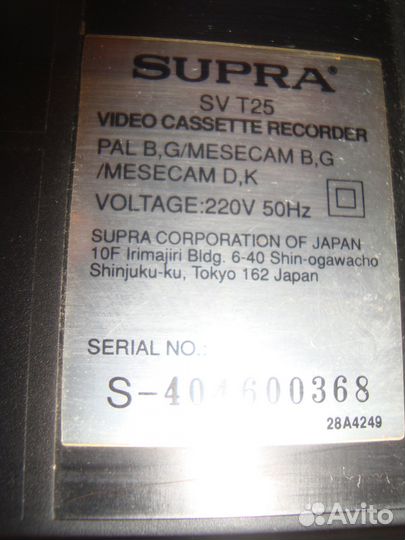 SUPRA®
SV T25
VIDEO CASSETTE RECORDER
PAL B,G/MESECAM B,G
/MESECAM D,K
VOLTAGE:220V 50Hz
SUPRA CORPORATION OF JAPAN
10F Irimajiri Bldg. 6-40 Shin-ogawacho
Shinjuku-ku, Tokyo 162 Japan
SERIAL NO.:
S-404600368
28A4249
Avito